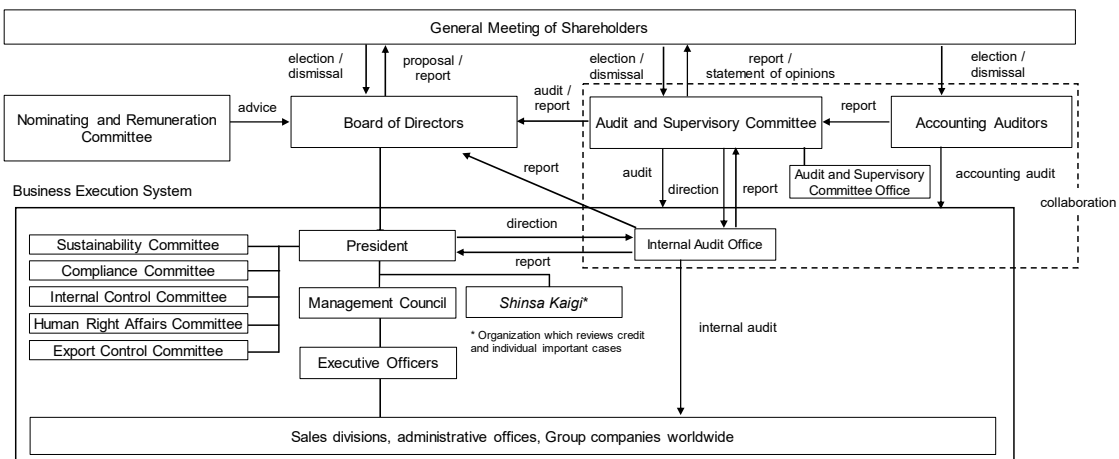 General Meeting of Shareholders
election /
dismissal
proposal /
report
election /
dismissal
report /
statement of opinions
election /
dismissal
audit /
report
Nominating and Remuneration
Committee
advice
Board of Directors
Audit and Supervisory Committee
report
Accounting Auditors
report
audit
direction
report
Audit and Supervisory
Committee Office
accounting audit
collaboration
Business Execution System
Sustainability Committee
Compliance Committee
Internal Control Committee
Human Right Affairs Committee
Export Control Committee
President
direction
report
Internal Audit Office
Management Council
Shinsa Kaigi*
* Organization which reviews credit
and individual important cases
internal audit
Executive Officers
Sales divisions, administrative offices, Group companies worldwide